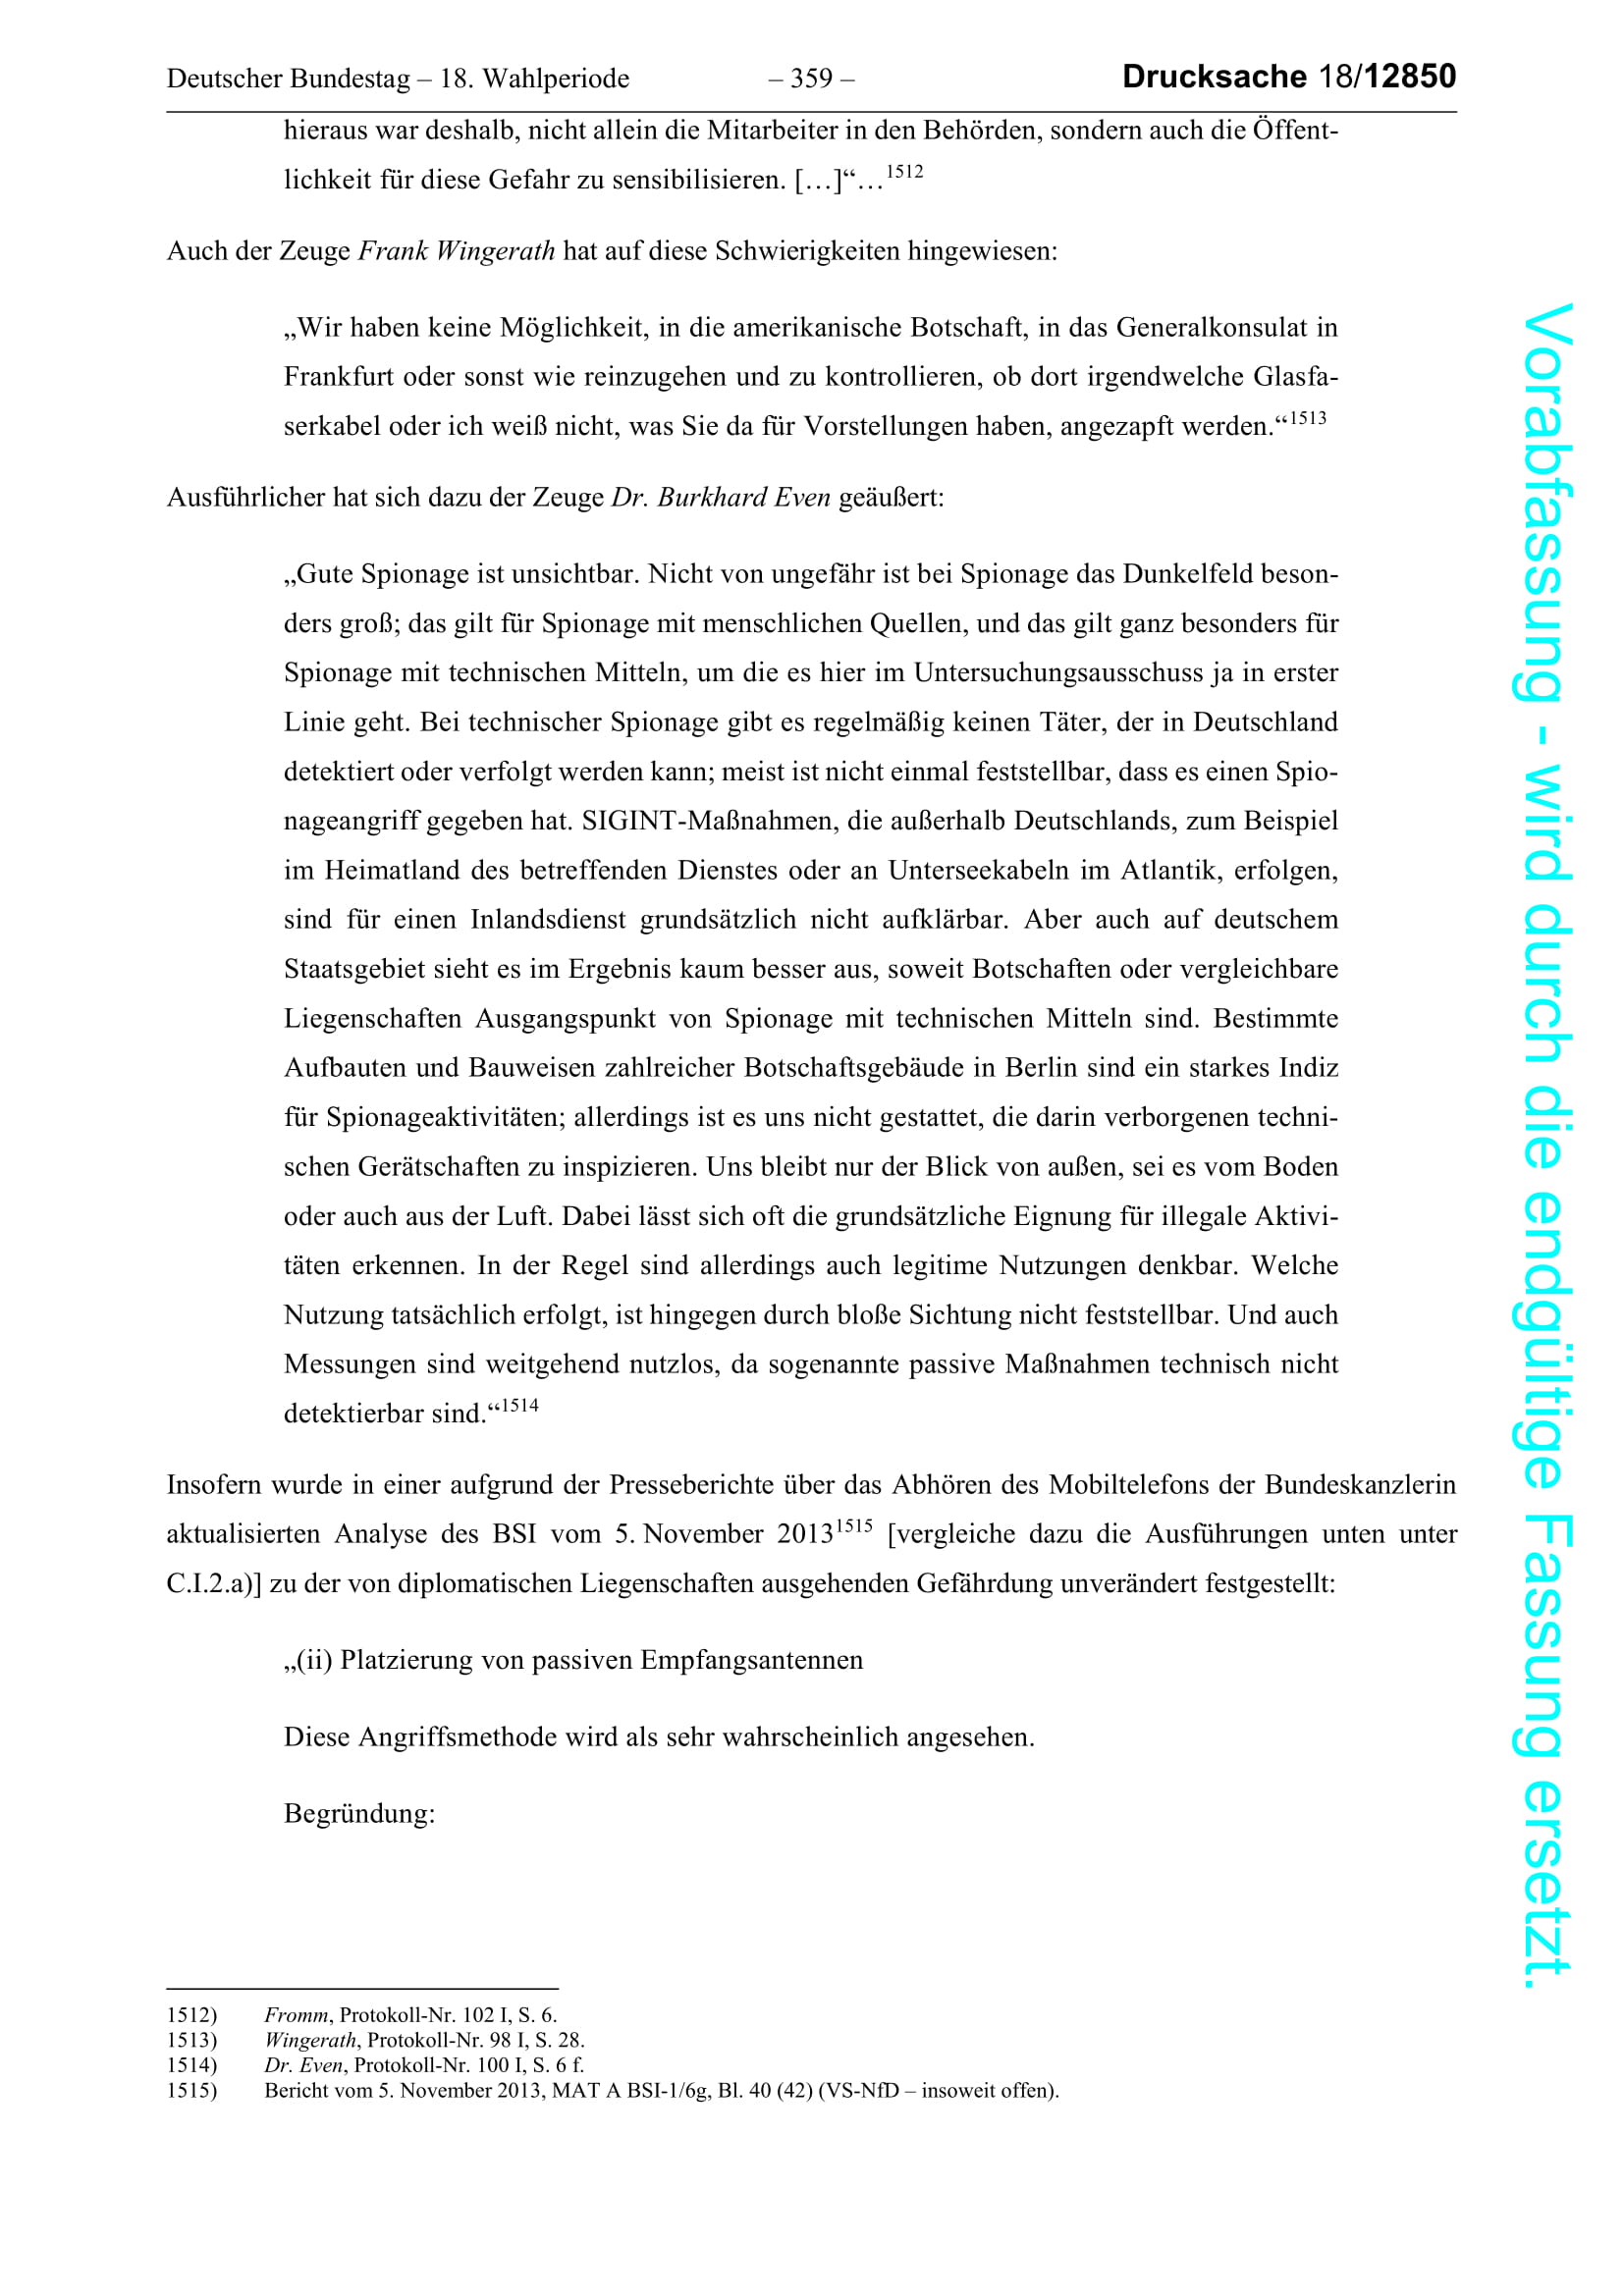 Deutscher Bundestag – 18. Wahlperiode – 359 – Drucksache 18/12850
hieraus war deshalb, nicht allein die Mitarbeiter in den Behörden, sondern auch die Öffent-
lichkeit für diese Gefahr zu sensibilisieren. […]“…1512
Auch der Zeuge Frank Wingerath hat auf diese Schwierigkeiten hingewiesen:
„Wir haben keine Möglichkeit, in die amerikanische Botschaft, in das Generalkonsulat in
Frankfurt oder sonst wie reinzugehen und zu kontrollieren, ob dort irgendwelche Glasfa-
serkabel oder ich weiß nicht, was Sie da für Vorstellungen haben, angezapft werden.“1513
Ausführlicher hat sich dazu der Zeuge Dr. Burkhard Even geäußert:
„Gute Spionage ist unsichtbar. Nicht von ungefähr ist bei Spionage das Dunkelfeld beson-
ders groß; das gilt für Spionage mit menschlichen Quellen, und das gilt ganz besonders für
Spionage mit technischen Mitteln, um die es hier im Untersuchungsausschuss ja in erster
Linie geht. Bei technischer Spionage gibt es regelmäßig keinen Täter, der in Deutschland
detektiert oder verfolgt werden kann; meist ist nicht einmal feststellbar, dass es einen Spio-
nageangriff gegeben hat. SIGINT-Maßnahmen, die außerhalb Deutschlands, zum Beispiel
im Heimatland des betreffenden Dienstes oder an Unterseekabeln im Atlantik, erfolgen,
sind für einen Inlandsdienst grundsätzlich nicht aufklärbar. Aber auch auf deutschem
Staatsgebiet sieht es im Ergebnis kaum besser aus, soweit Botschaften oder vergleichbare
Liegenschaften Ausgangspunkt von Spionage mit technischen Mitteln sind. Bestimmte
Aufbauten und Bauweisen zahlreicher Botschaftsgebäude in Berlin sind ein starkes Indiz
für Spionageaktivitäten; allerdings ist es uns nicht gestattet, die darin verborgenen techni-
schen Gerätschaften zu inspizieren. Uns bleibt nur der Blick von außen, sei es vom Boden
oder auch aus der Luft. Dabei lässt sich oft die grundsätzliche Eignung für illegale Aktivi-
täten erkennen. In der Regel sind allerdings auch legitime Nutzungen denkbar. Welche
Nutzung tatsächlich erfolgt, ist hingegen durch bloße Sichtung nicht feststellbar. Und auch
Messungen sind weitgehend nutzlos, da sogenannte passive Maßnahmen technisch nicht
detektierbar sind.“1514
Insofern wurde in einer aufgrund der Presseberichte über das Abhören des Mobiltelefons der Bundeskanzlerin
aktualisierten Analyse des BSI vom 5. November 20131515 [vergleiche dazu die Ausführungen unten unter
C.I.2.a)] zu der von diplomatischen Liegenschaften ausgehenden Gefährdung unverändert festgestellt:
„(ii) Platzierung von passiven Empfangsantennen
Diese Angriffsmethode wird als sehr wahrscheinlich angesehen.
Begründung:
1512) Fromm, Protokoll-Nr. 102 I, S. 6.
1513) Wingerath, Protokoll-Nr. 98 I, S. 28.
1514) Dr. Even, Protokoll-Nr. 100 I, S. 6 f.
1515) Bericht vom 5. November 2013, MAT A BSI-1/6g, Bl. 40 (42) (VS-NfD – insoweit offen).
Vorabfassung - wird durch die endgültige Fassung ersetzt.